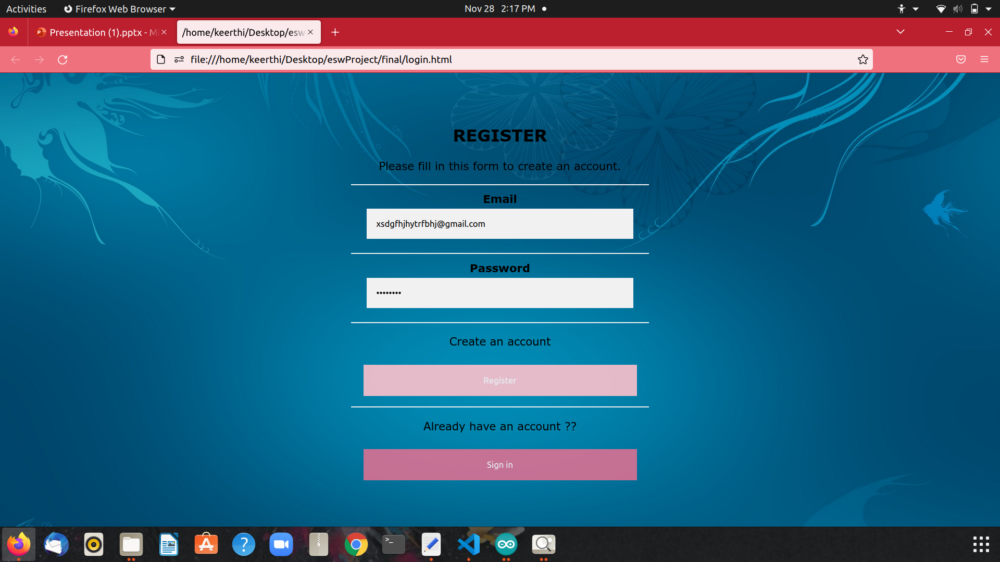 Activities Firefox Web Browser Nov 28 2:17 PM
Presentation (1).pptx - Mi /home/keerthi/Desktop/esw
file:///home/keerthi/Desktop/eswProject/final/login.html
REGISTER
Please fill in this form to create an account.
Email
xsdgfhjhytrfbhj@gmail.com
Password
••••••••
Create an account
Register
Already have an account ??
Sign in